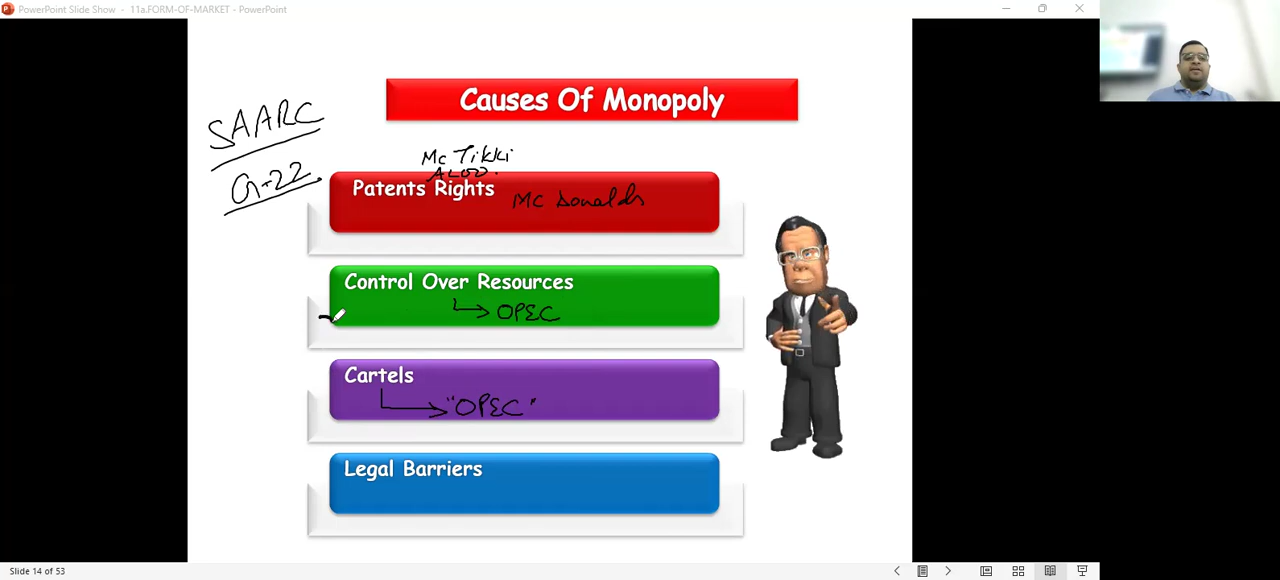 PowerPoint Slide Show - 11a.FORM-OF-MARKET - PowerPoint
Causes Of Monopoly
SAARC
G-22
Mc Tikki
ALOO
Patents Rights
Mc Donalds
Control Over Resources
OPEC
Cartels
"OPEC"
Legal Barriers
Slide 14 of 53